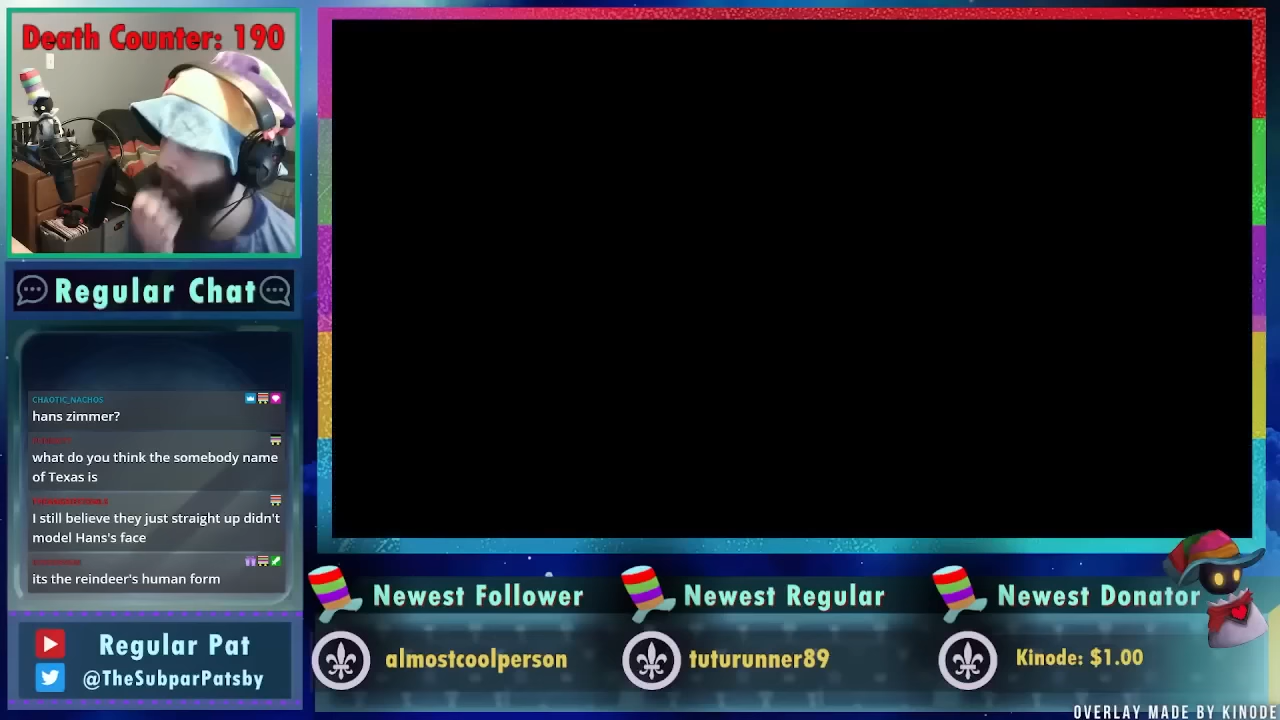 Death Counter: 190
Regular Chat
CHAOTIC_NACHOS
hans zimmer?
what do you think the somebody name
of Texas is
I still believe they just straight up didn't
model Hans's face
its the reindeer's human form
Regular Pat
@TheSubparPatsby
Newest Follower
almostcoolperson
Newest Regular
tuturunner89
Newest Donator
Kinode: $1.00
OVERLAY MADE BY KINODE